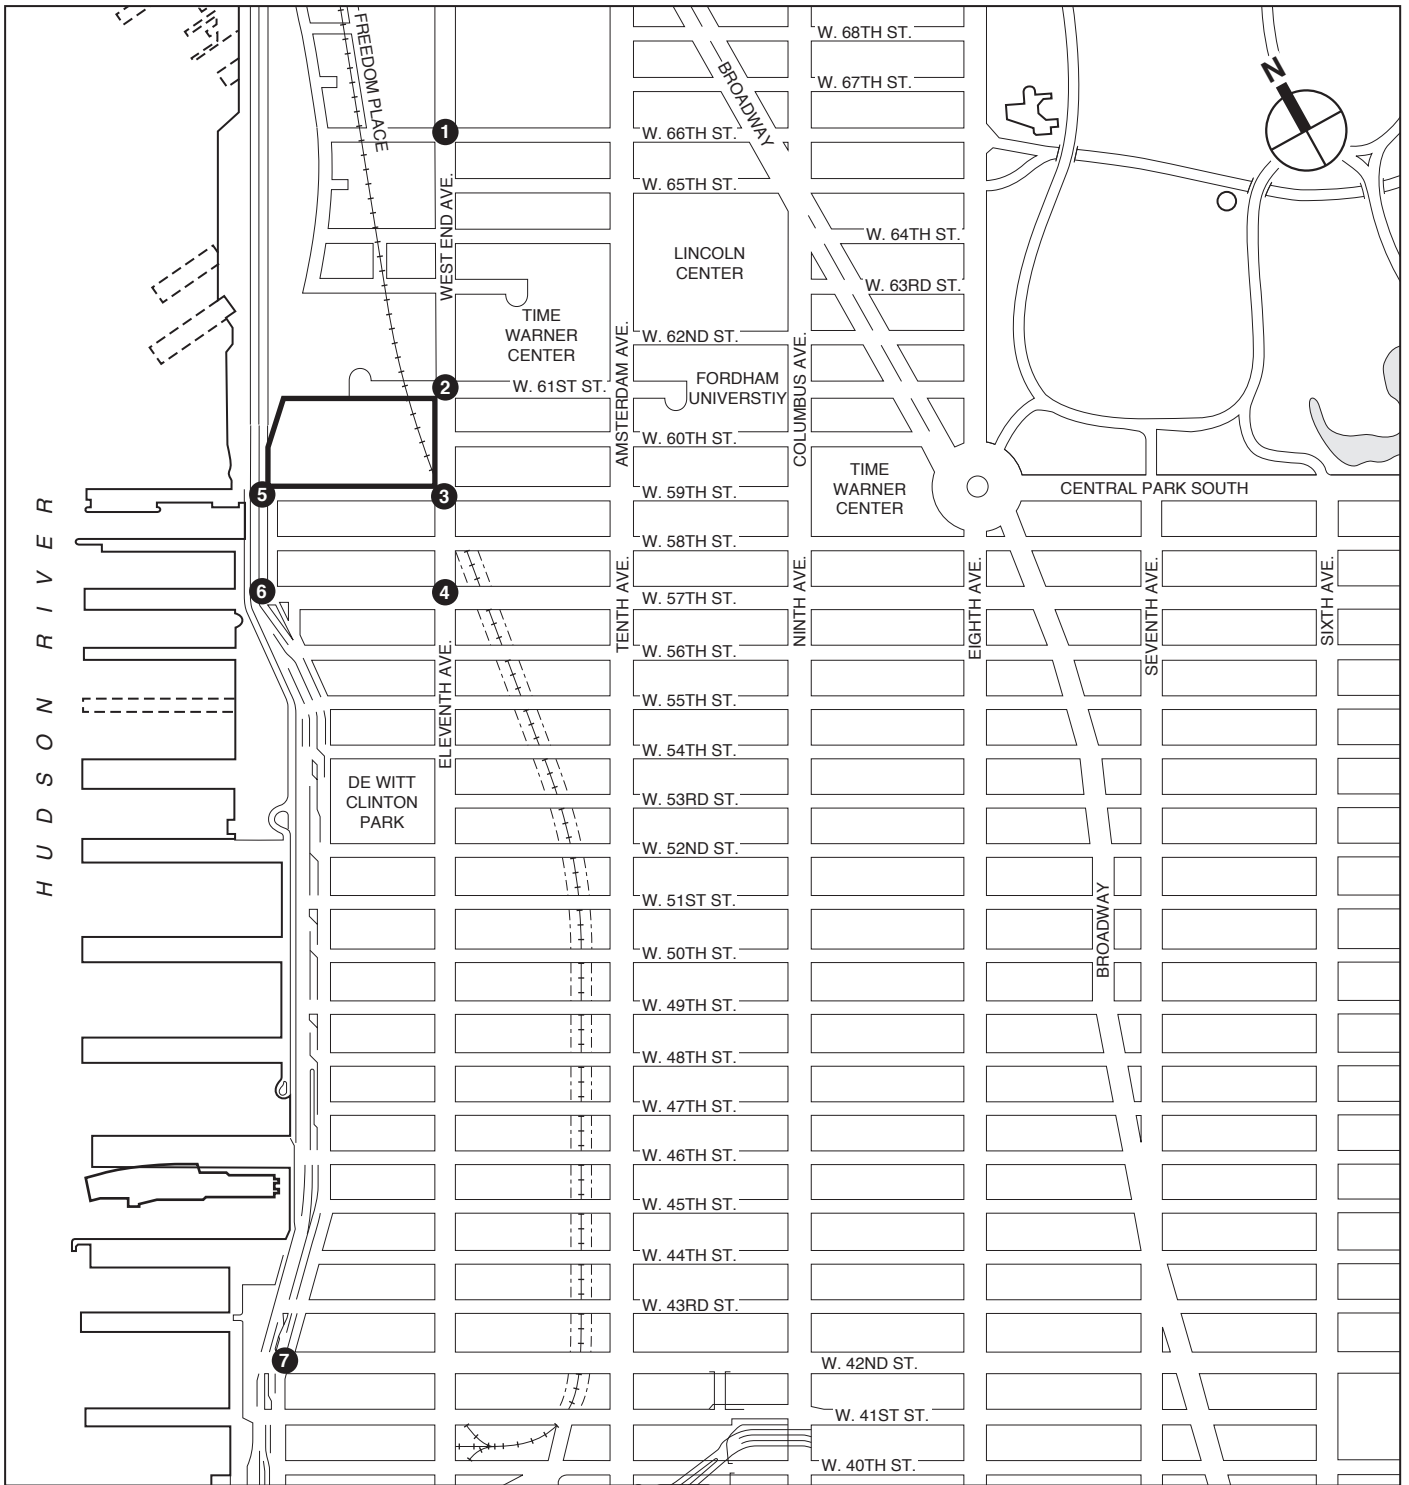 FREEDOM PLACE
BROADWAY
W. 68TH ST.
N
W. 67TH ST.
1
W. 66TH ST.
WEST END AVE.
W. 65TH ST.
W. 64TH ST.
LINCOLN
CENTER
W. 63RD ST.
TIME
WARNER
CENTER
W. 62ND ST.
AMSTERDAM AVE.
COLUMBUS AVE.
2
W. 61ST ST.
FORDHAM
UNIVERSTIY
W. 60TH ST.
TIME
WARNER
CENTER
5
3
W. 59TH ST.
CENTRAL PARK SOUTH
HUDSON RIVER
W. 58TH ST.
6
4
W. 57TH ST.
TENTH AVE.
NINTH AVE.
EIGHTH AVE.
SEVENTH AVE.
SIXTH AVE.
W. 56TH ST.
ELEVENTH AVE.
W. 55TH ST.
W. 54TH ST.
DE WITT
CLINTON
PARK
W. 53RD ST.
W. 52ND ST.
W. 51ST ST.
BROADWAY
W. 50TH ST.
W. 49TH ST.
W. 48TH ST.
W. 47TH ST.
W. 46TH ST.
W. 45TH ST.
W. 44TH ST.
W. 43RD ST.
7
W. 42ND ST.
W. 41ST ST.
W. 40TH ST.